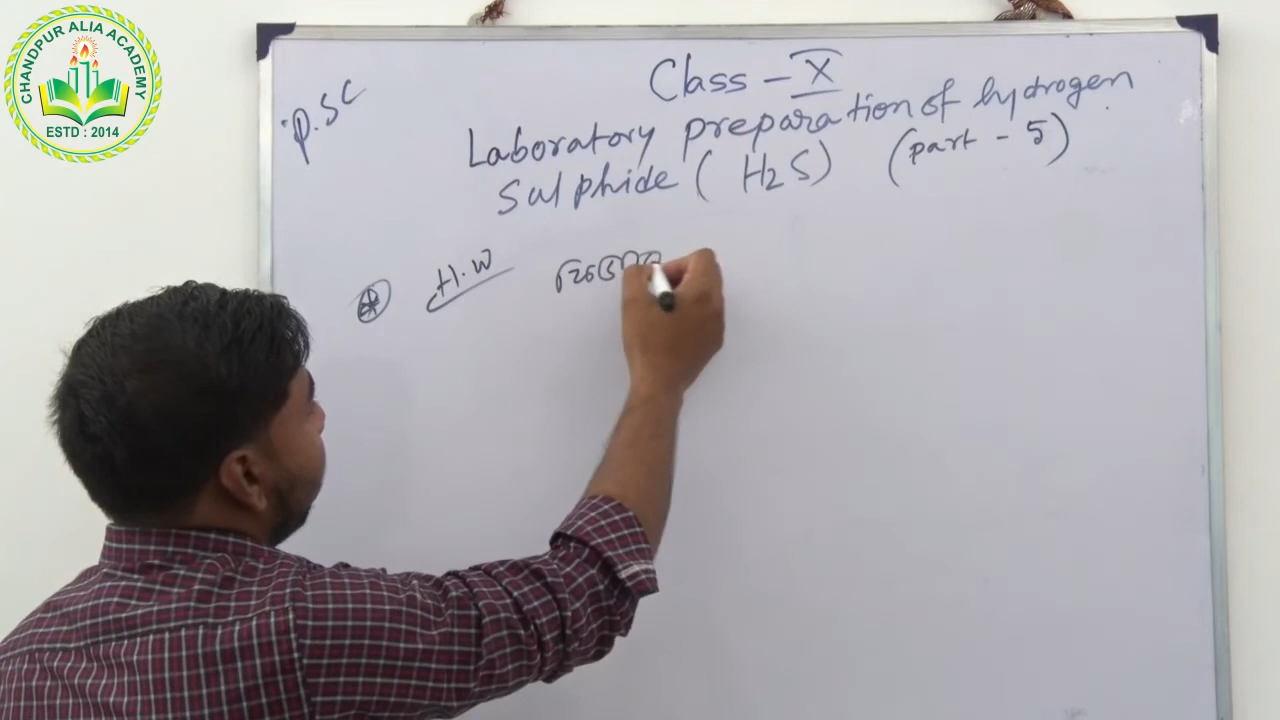 CHANDPUR ALIA ACADEMY
ESTD : 2014
P.SC
Class - X
Laboratory preparation of hydrogen
Sulphide ( H2S ) (part - 5)
H.W